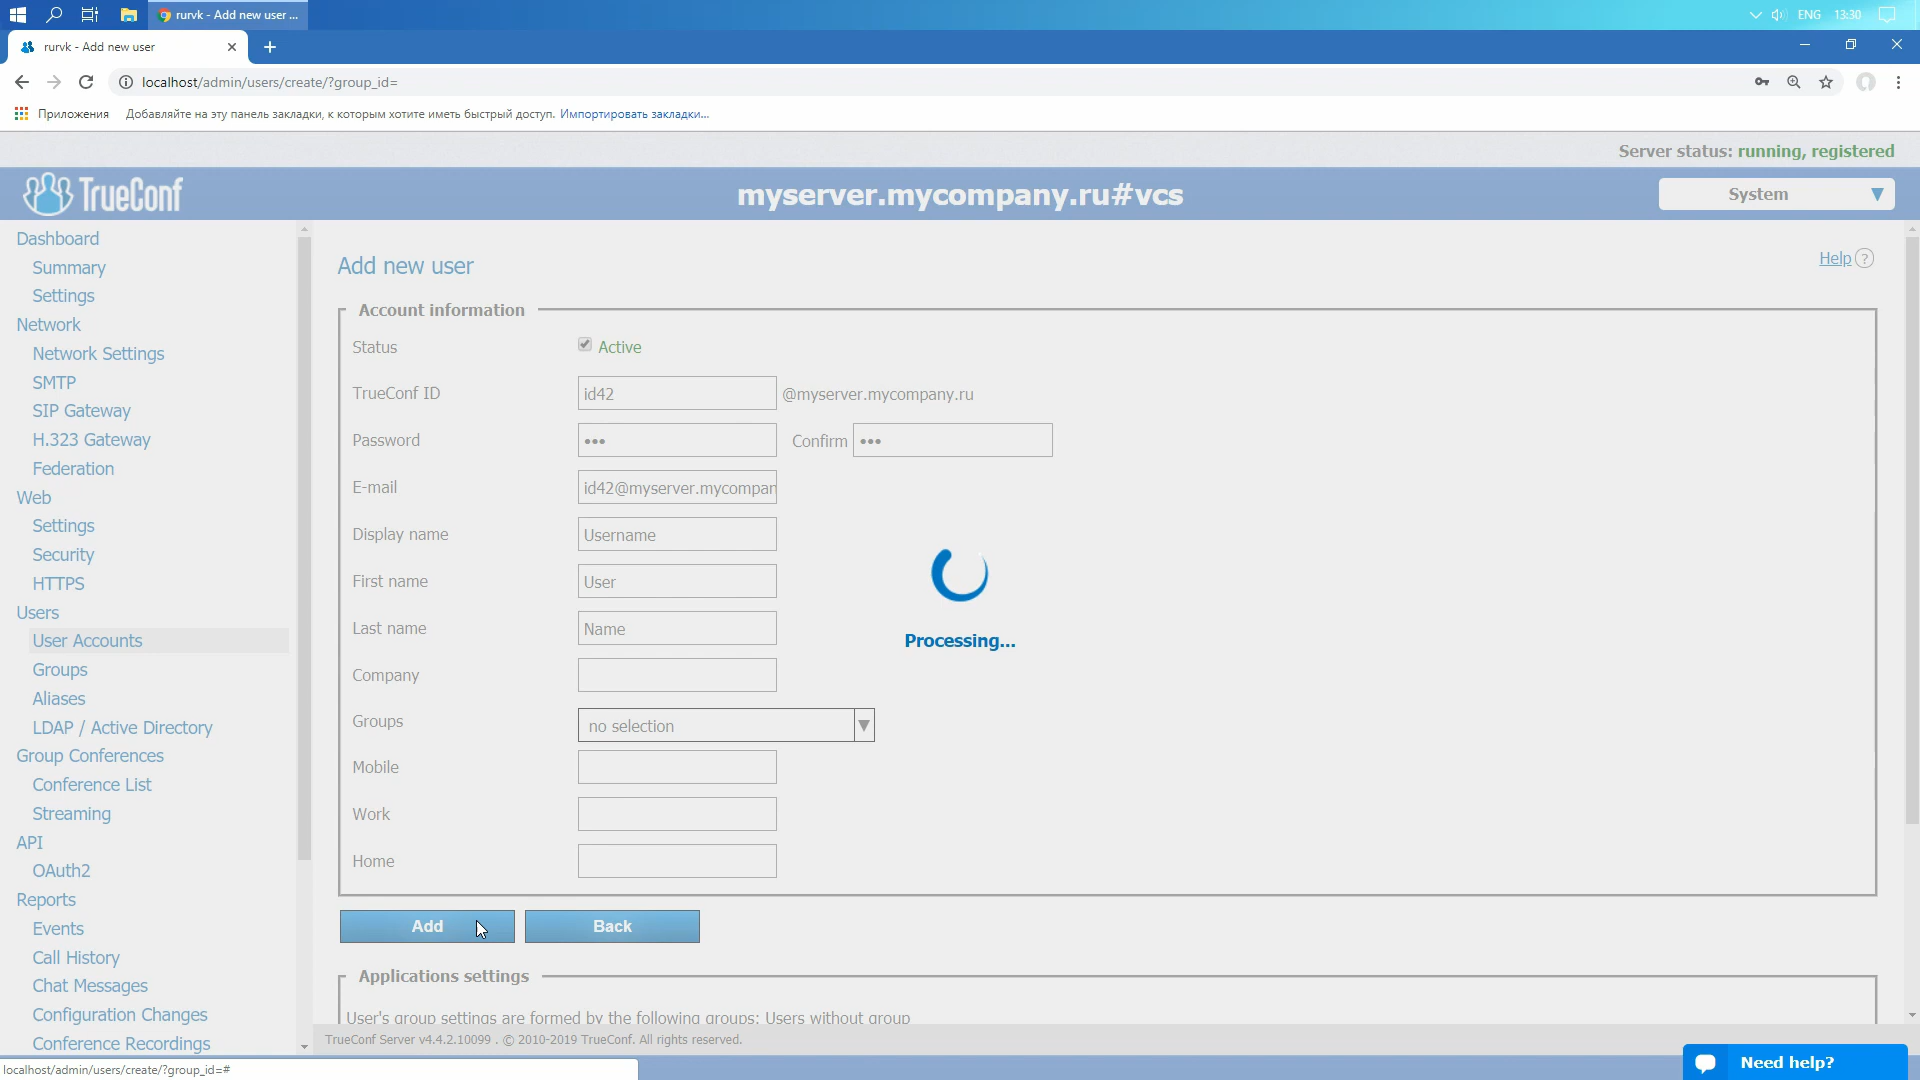 rurvk - Add new user ...
ENG 13:30
rurvk - Add new user
localhost/admin/users/create/?group_id=
Приложения Добавляйте на эту панель закладки, к которым хотите иметь быстрый доступ. Импортировать закладки...
Server status: running, registered
TrueConf
myserver.mycompany.ru#vcs
System
Dashboard
Summary
Settings
Network
Network Settings
SMTP
SIP Gateway
H.323 Gateway
Federation
Web
Settings
Security
HTTPS
Users
User Accounts
Groups
Aliases
LDAP / Active Directory
Group Conferences
Conference List
Streaming
API
OAuth2
Reports
Events
Call History
Chat Messages
Configuration Changes
Conference Recordings
Add new user
Help ?
Account information
Status Active
TrueConf ID id42 @myserver.mycompany.ru
Password ••• Confirm •••
E-mail id42@myserver.mycompan
Display name Username
First name User
Last name Name
Company
Groups no selection
Mobile
Work
Home
Processing...
Add Back
Applications settings
User's group settings are formed by the following groups: Users without group
TrueConf Server v4.4.2.10099 . © 2010-2019 TrueConf. All rights reserved.
localhost/admin/users/create/?group_id=#
Need help?